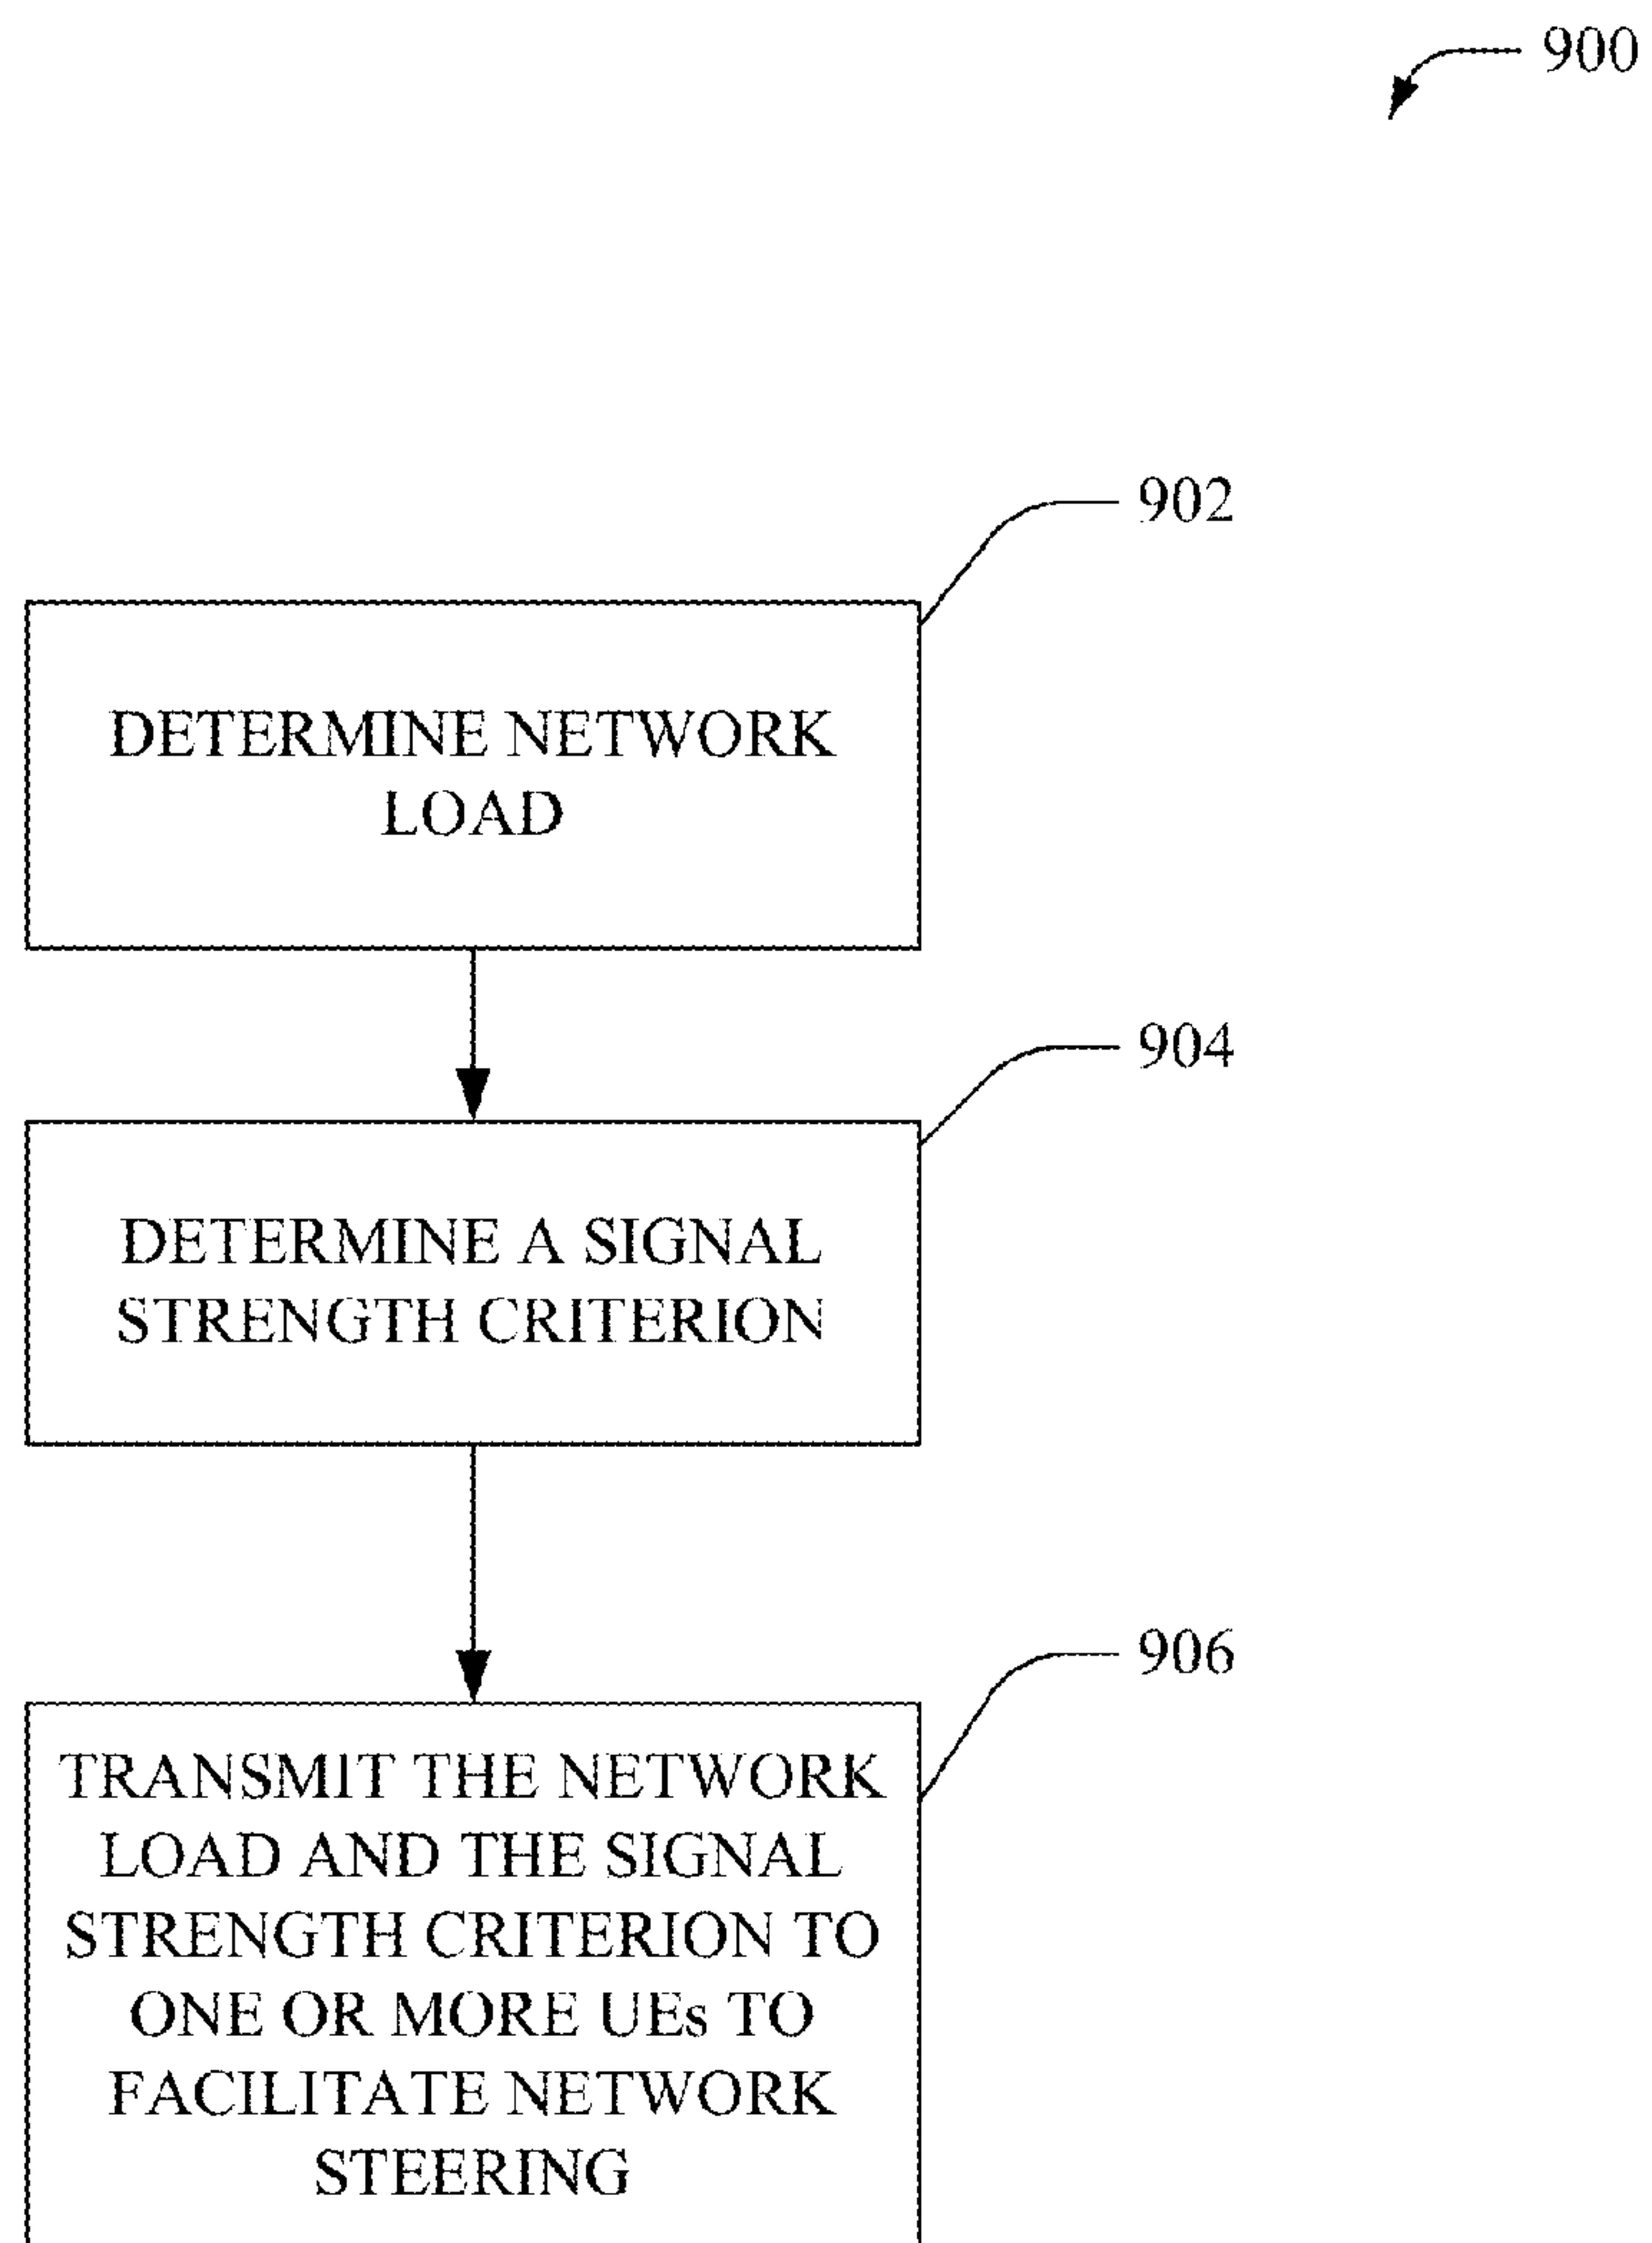 900
902
DETERMINE NETWORK
LOAD
904
DETERMINE A SIGNAL
STRENGTH CRITERION
906
TRANSMIT THE NETWORK
LOAD AND THE SIGNAL
STRENGTH CRITERION TO
ONE OR MORE UEs TO
FACILITATE NETWORK
STEERING